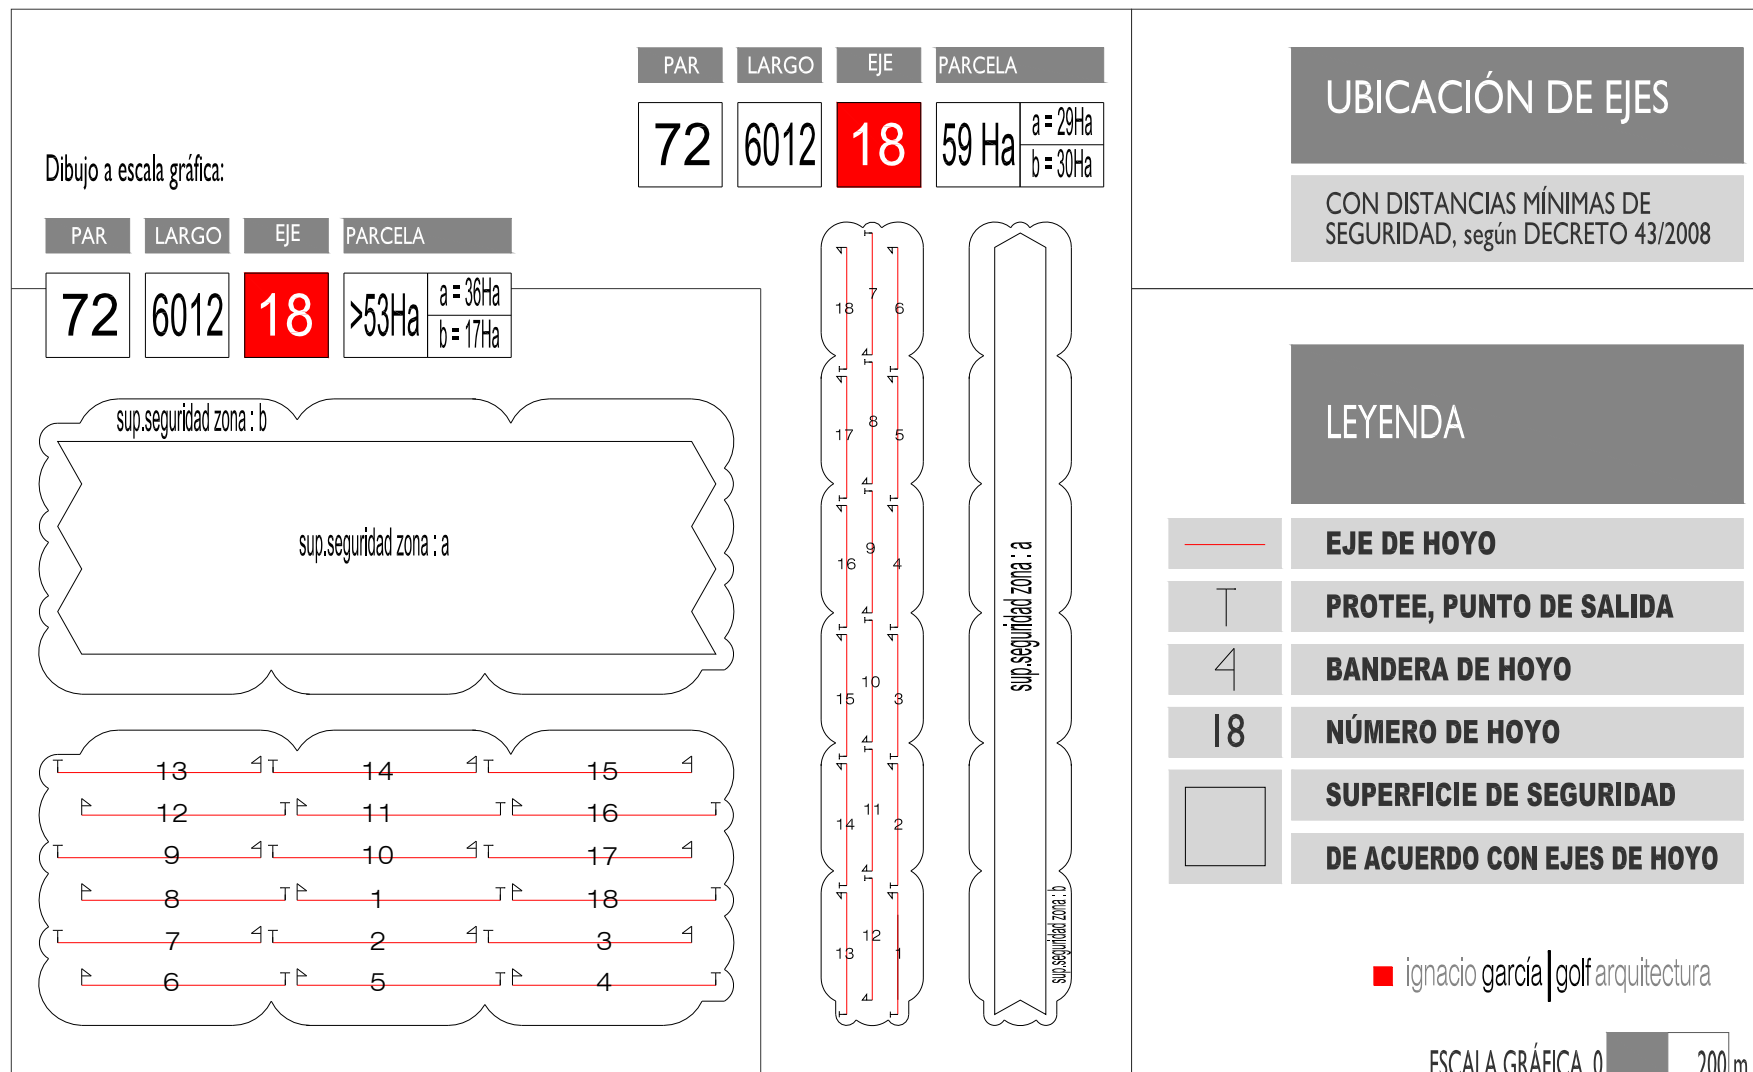 PAR LARGO EJE PARCELA
72 6012 18 59 Ha a = 29Ha
b = 30Ha
Dibujo a escala gráfica:
PAR LARGO EJE PARCELA
72 6012 18 >53Ha a = 36Ha
b = 17Ha
sup.seguridad zona : b
sup.seguridad zona : a
13 14 15
12 11 16
9 10 17
8 1 18
7 2 3
6 5 4
18 7 6
17 8 5
16 9 4
15 10 3
14 11 2
13 12 1
sup.seguridad zona : a
sup.seguridad zona : b
UBICACIÓN DE EJES
CON DISTANCIAS MÍNIMAS DE
SEGURIDAD, según DECRETO 43/2008
LEYENDA
EJE DE HOYO
T PROTEE, PUNTO DE SALIDA
BANDERA DE HOYO
18 NÚMERO DE HOYO
SUPERFICIE DE SEGURIDAD
DE ACUERDO CON EJES DE HOYO
ignacio garcía golf arquitectura
ESCALA GRÁFICA 0 200 m